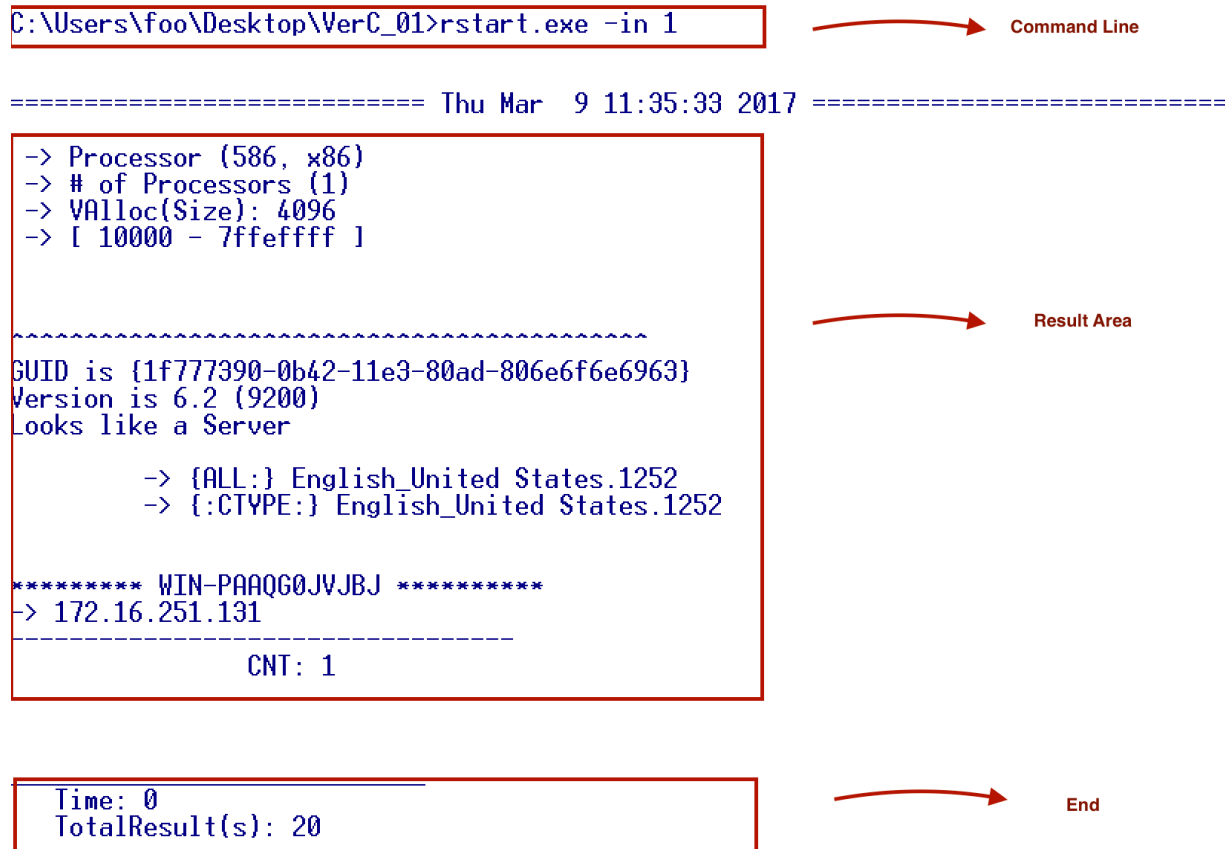 C:\Users\foo\Desktop\VerC_01>rstart.exe -in 1
Command Line
============================ Thu Mar  9 11:35:33 2017 ============================
-> Processor (586, x86)
-> # of Processors (1)
-> VAlloc(Size): 4096
-> [ 10000 - 7ffeffff ]
Result Area
^^^^^^^^^^^^^^^^^^^^^^^^^^^^^^^^^^^^^^^^^^^
GUID is {1f777390-0b42-11e3-80ad-806e6f6e6963}
Version is 6.2 (9200)
Looks like a Server
-> {ALL:} English_United States.1252
-> {:CTYPE:} English_United States.1252
********* WIN-PAAQG0JVJBJ **********
-> 172.16.251.131
----------------------------------
CNT: 1
____________________________
Time: 0
TotalResult(s): 20
End